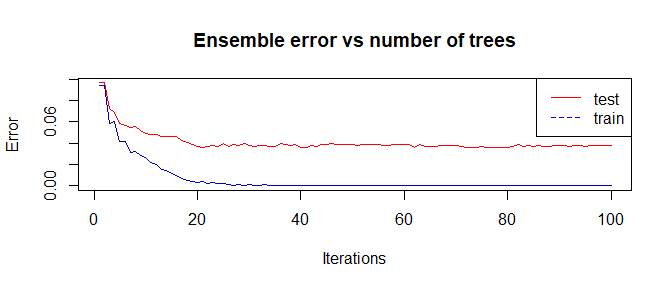 Ensemble error vs number of trees
test
train
Error
0.06
0.00
0 20 40 60 80 100
Iterations